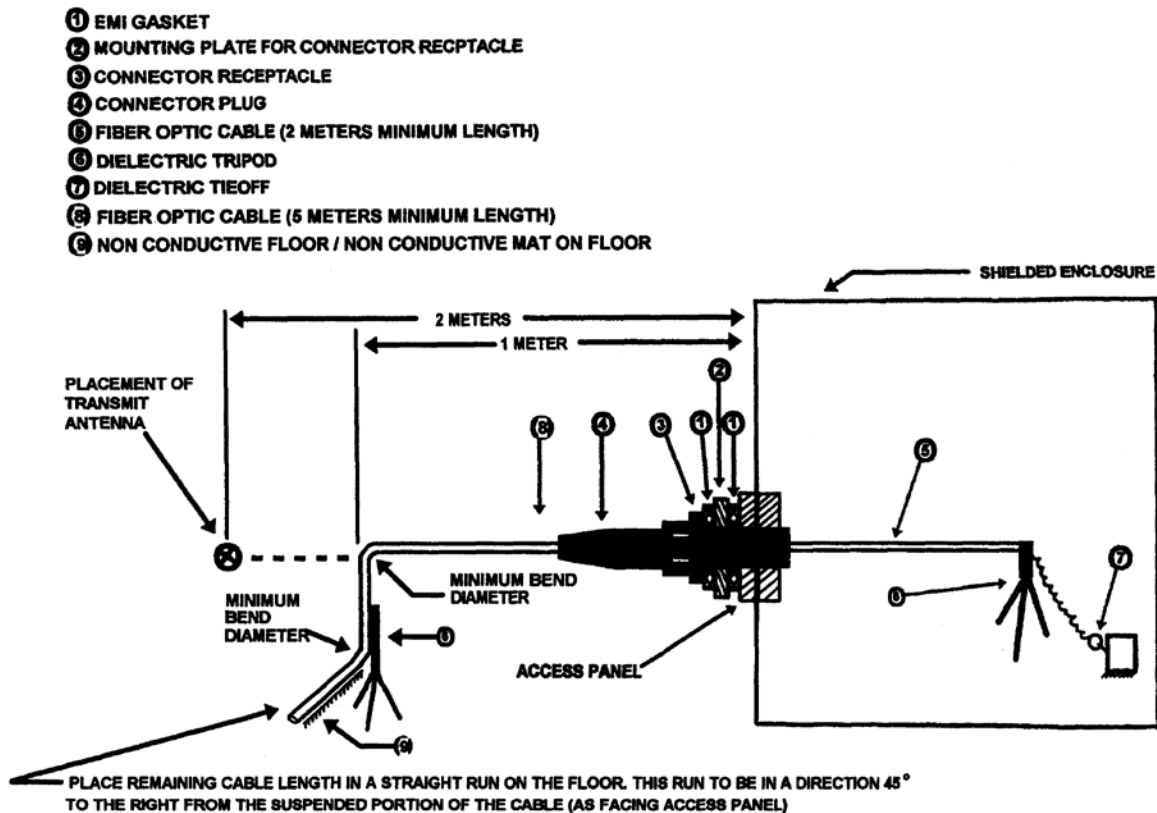 ① EMI GASKET
② MOUNTING PLATE FOR CONNECTOR RECPTACLE
③ CONNECTOR RECEPTACLE
④ CONNECTOR PLUG
⑤ FIBER OPTIC CABLE (2 METERS MINIMUM LENGTH)
⑥ DIELECTRIC TRIPOD
⑦ DIELECTRIC TIEOFF
⑧ FIBER OPTIC CABLE (5 METERS MINIMUM LENGTH)
⑨ NON CONDUCTIVE FLOOR / NON CONDUCTIVE MAT ON FLOOR
SHIELDED ENCLOSURE
2 METERS
1 METER
PLACEMENT OF
TRANSMIT
ANTENNA
②
⑧ ④ ③ ① ①
⑤
⑦
MINIMUM BEND
DIAMETER
MINIMUM
BEND
DIAMETER
⑥
⑥
ACCESS PANEL
⑨
PLACE REMAINING CABLE LENGTH IN A STRAIGHT RUN ON THE FLOOR. THIS RUN TO BE IN A DIRECTION 45°
TO THE RIGHT FROM THE SUSPENDED PORTION OF THE CABLE (AS FACING ACCESS PANEL)